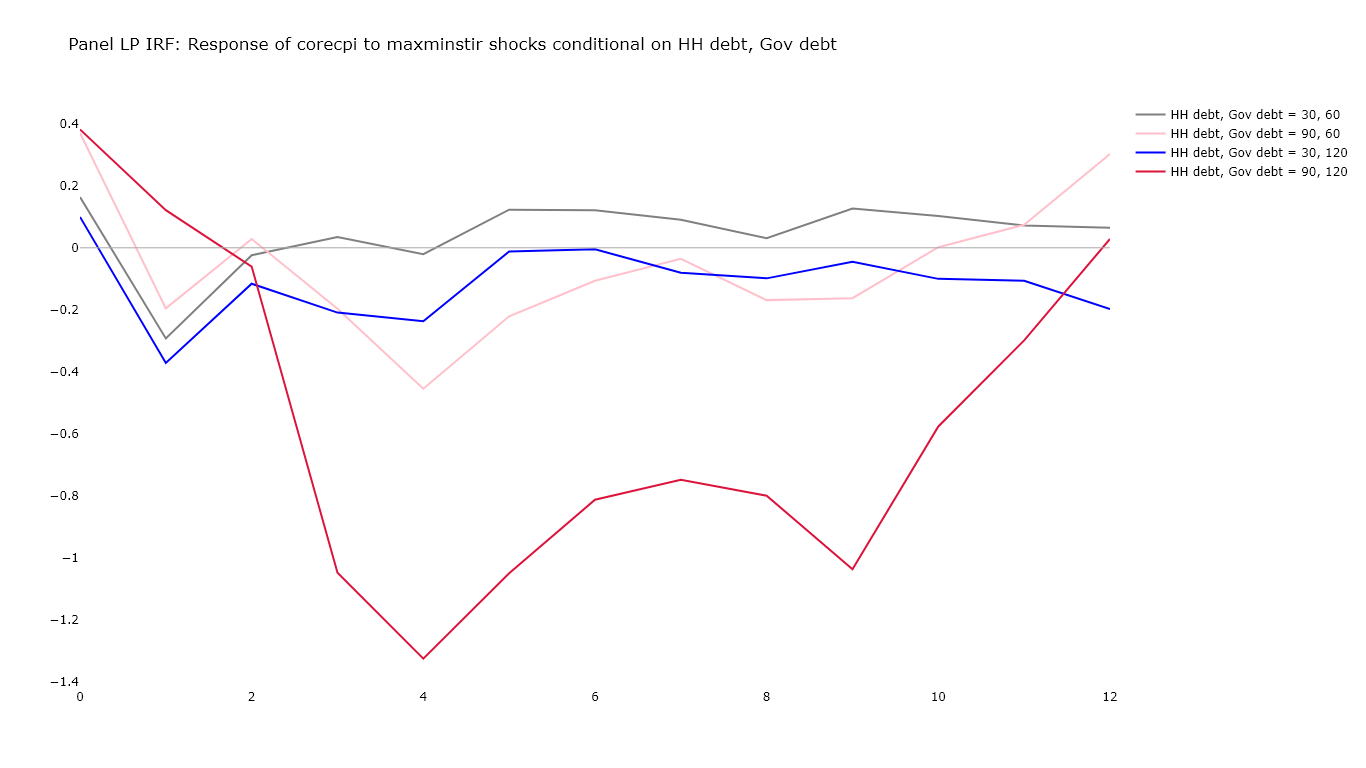 Panel LP IRF: Response of corecpi to maxminstir shocks conditional on HH debt, Gov debt
HH debt, Gov debt = 30, 60
HH debt, Gov debt = 90, 60
HH debt, Gov debt = 30, 120
HH debt, Gov debt = 90, 120
0.4
0.2
0
−0.2
−0.4
−0.6
−0.8
−1
−1.2
−1.4
0 2 4 6 8 10 12